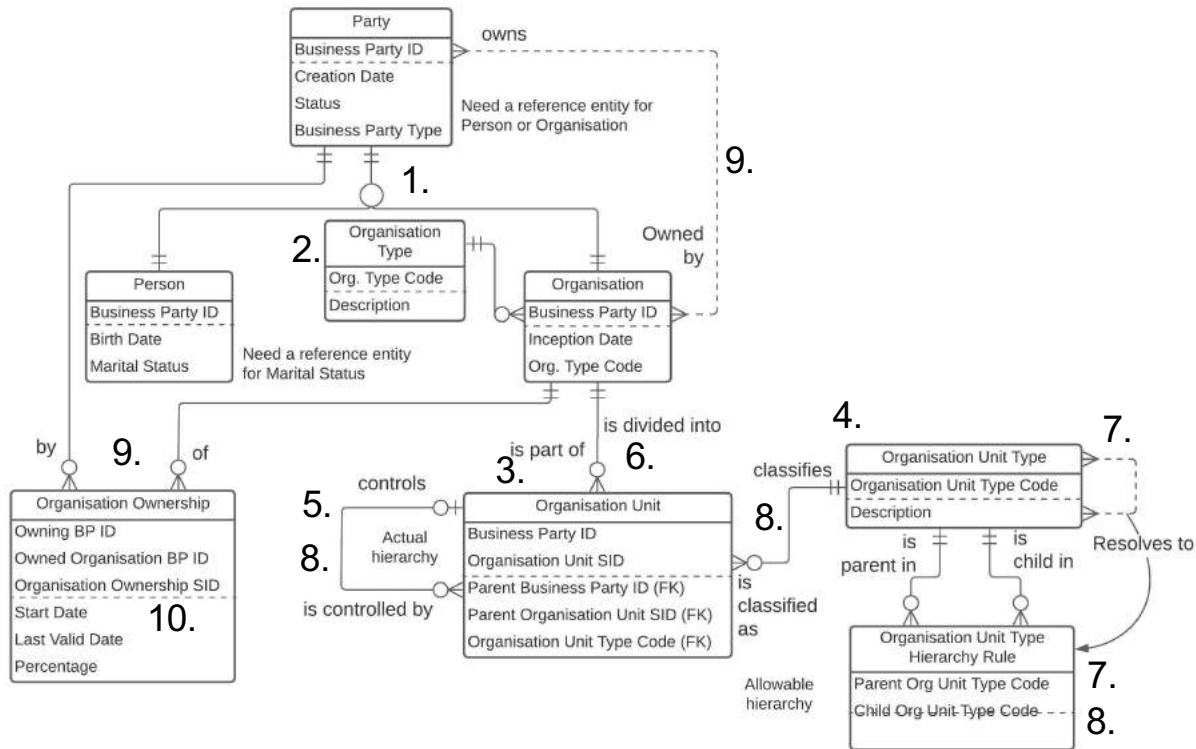 Party
owns
Business Party ID
Creation Date
Status
Business Party Type
Need a reference entity for
Person or Organisation
9.
1.
2.
Organisation
Type
Org. Type Code
Description
Owned
by
Person
Business Party ID
Birth Date
Marital Status
Need a reference entity
for Marital Status
Organisation
Business Party ID
Inception Date
Org. Type Code
by
9.
of
is divided into
is part of
6.
4.
7.
Organisation Ownership
Owning BP ID
Owned Organisation BP ID
Organisation Ownership SID
Start Date
10.
Last Valid Date
Percentage
controls
5.
Actual
hierarchy
8.
is controlled by
3.
Organisation Unit
Business Party ID
Organisation Unit SID
Parent Business Party ID (FK)
Parent Organisation Unit SID (FK)
Organisation Unit Type Code (FK)
classifies
8.
is
classified
as
Organisation Unit Type
Organisation Unit Type Code
Description
is
parent in
is
child in
Resolves to
Organisation Unit Type
Hierarchy Rule
Parent Org Unit Type Code
Child Org Unit Type Code
7.
8.
Allowable
hierarchy